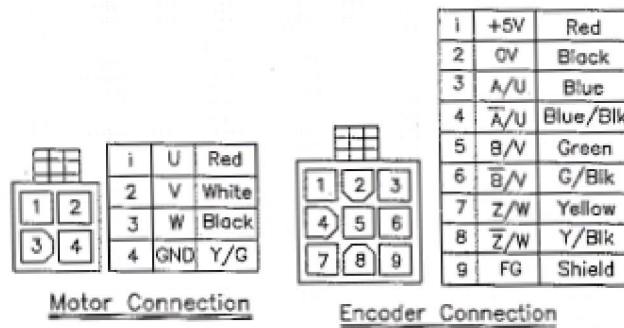 1 2
3 4
i U Red
2 V White
3 W Black
4 GND Y/G
Motor Connection
1 2 3
4 5 6
7 8 9
i +5V Red
2 0V Black
3 A/U Blue
4 A̅/U Blue/Blk
5 B/V Green
6 B̅/V G/Blk
7 Z/W Yellow
8 Z̅/W Y/Blk
9 FG Shield
Encoder Connection